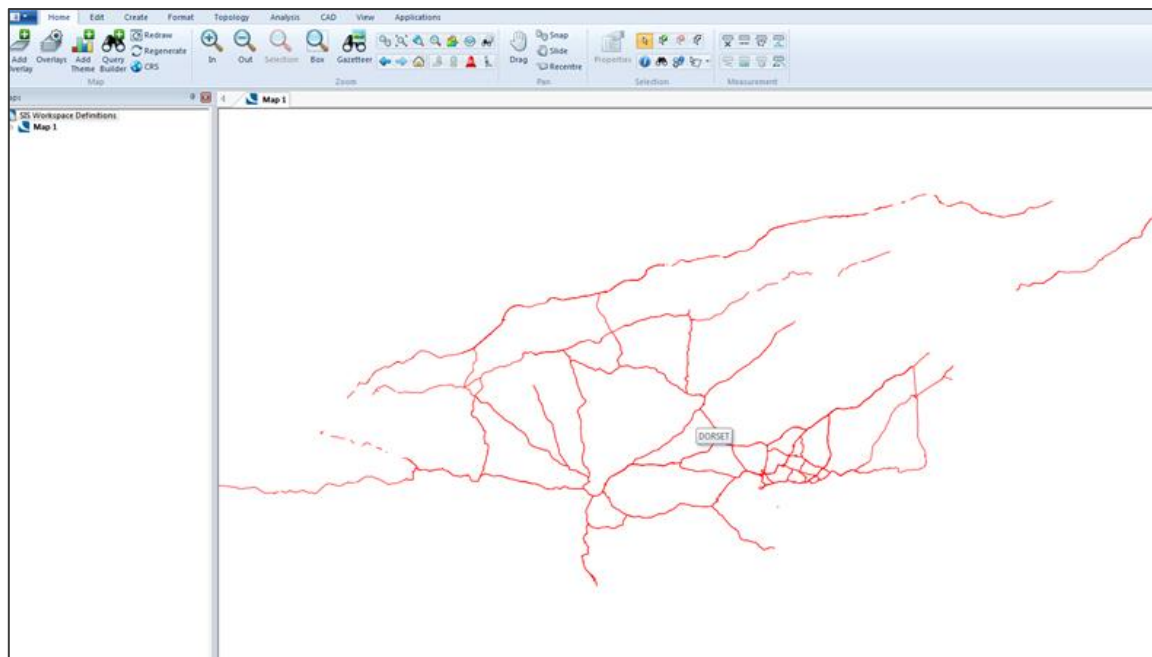 Home Edit Create Format Topology Analysis CAD View Applications
Add Overlay
Overlays
Add Theme
Query Builder
Redraw
Regenerate
CRS
In
Out
Selection
Box
Gazetteer
Drag
Snap
Slide
Recentre
Properties
Map Zoom Pan Selection Measurement
Map 1
SIS Workspace Definitions
Map 1
DORSET